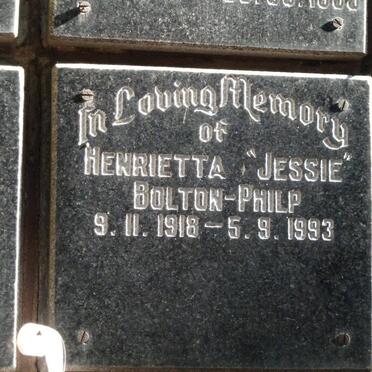 In Loving Memory
of
HENRIETTA "JESSIE"
BOLTON-PHILP
9.11.1918 – 5.9.1993